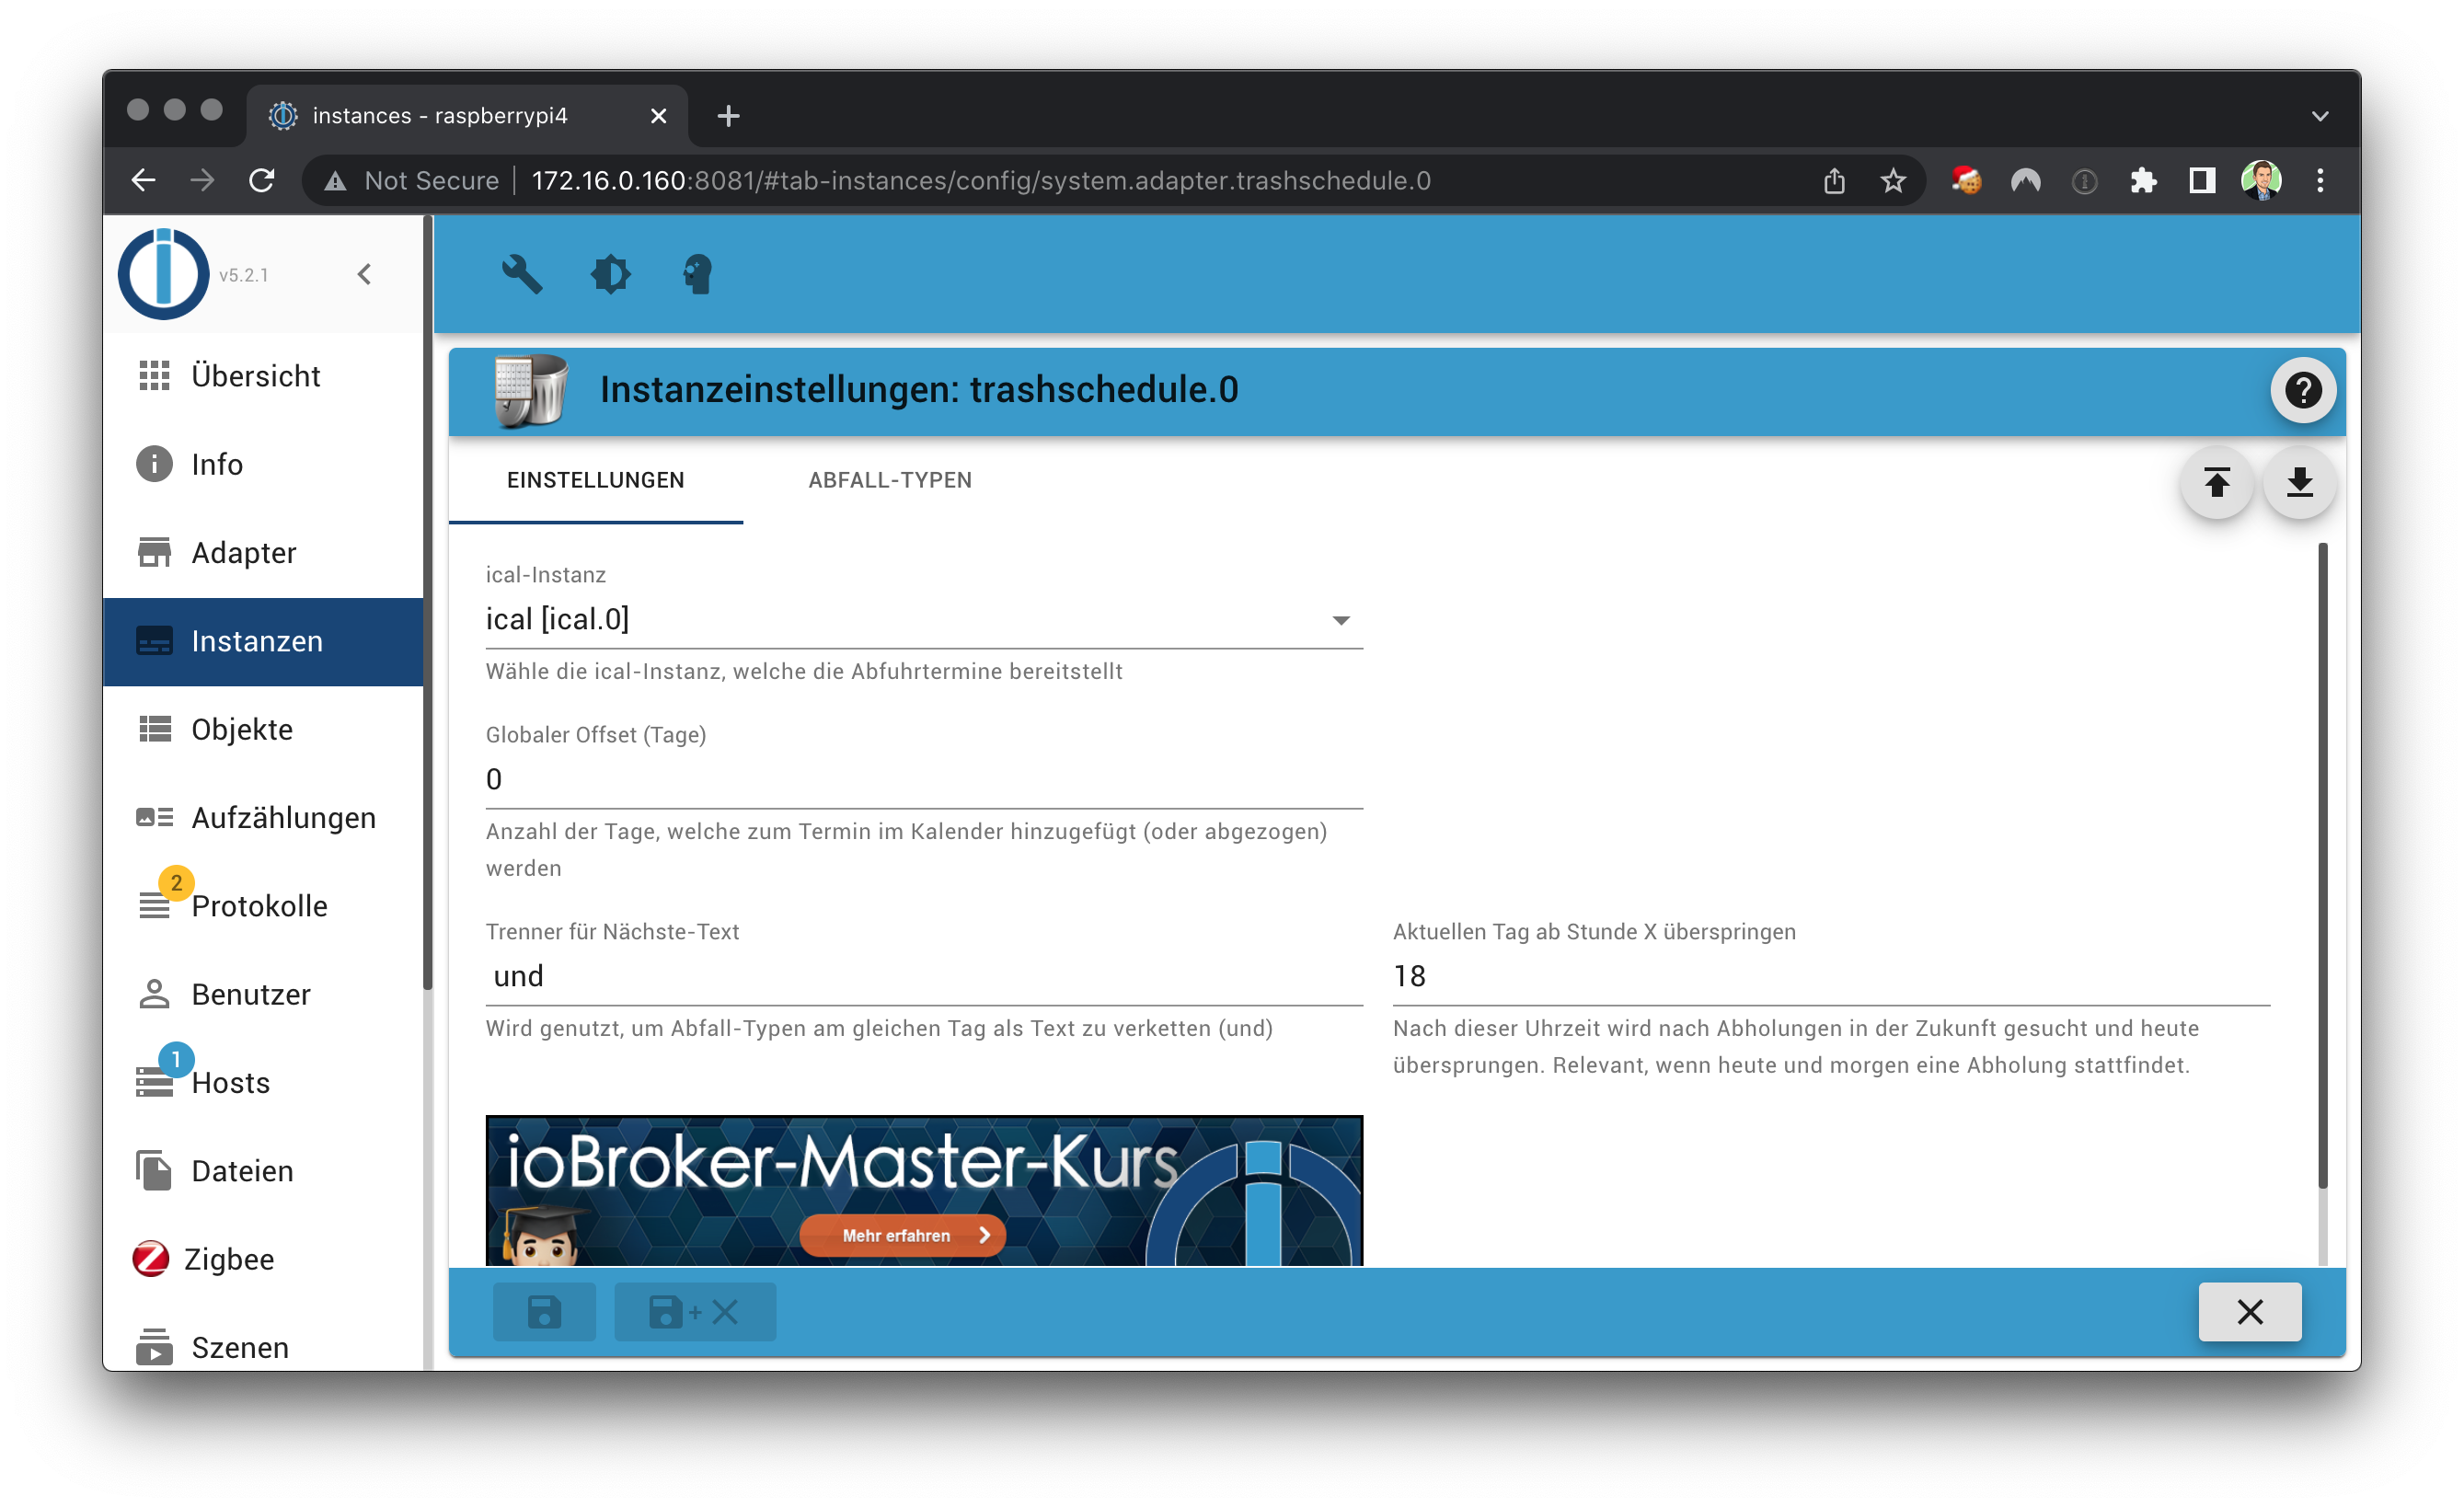 instances - raspberrypi4
Not Secure 172.16.0.160:8081/#tab-instances/config/system.adapter.trashschedule.0
v5.2.1
Übersicht
Info
Adapter
Instanzen
Objekte
Aufzählungen
2
Protokolle
Benutzer
1
Hosts
Dateien
Zigbee
Szenen
Instanzeinstellungen: trashschedule.0
EINSTELLUNGEN ABFALL-TYPEN
ical-Instanz
ical [ical.0]
Wähle die ical-Instanz, welche die Abfuhrtermine bereitstellt
Globaler Offset (Tage)
0
Anzahl der Tage, welche zum Termin im Kalender hinzugefügt (oder abgezogen)
werden
Trenner für Nächste-Text
und
Wird genutzt, um Abfall-Typen am gleichen Tag als Text zu verketten (und)
Aktuellen Tag ab Stunde X überspringen
18
Nach dieser Uhrzeit wird nach Abholungen in der Zukunft gesucht und heute
übersprungen. Relevant, wenn heute und morgen eine Abholung stattfindet.
ioBroker-Master-Kurs
Mehr erfahren
+